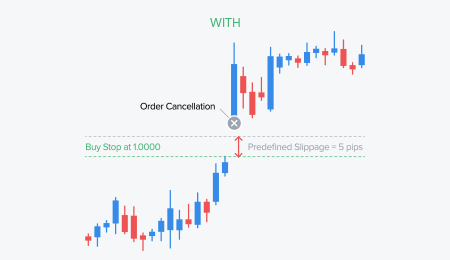 WITH
Order Cancellation
Buy Stop at 1.0000
Predefined Slippage = 5 pips